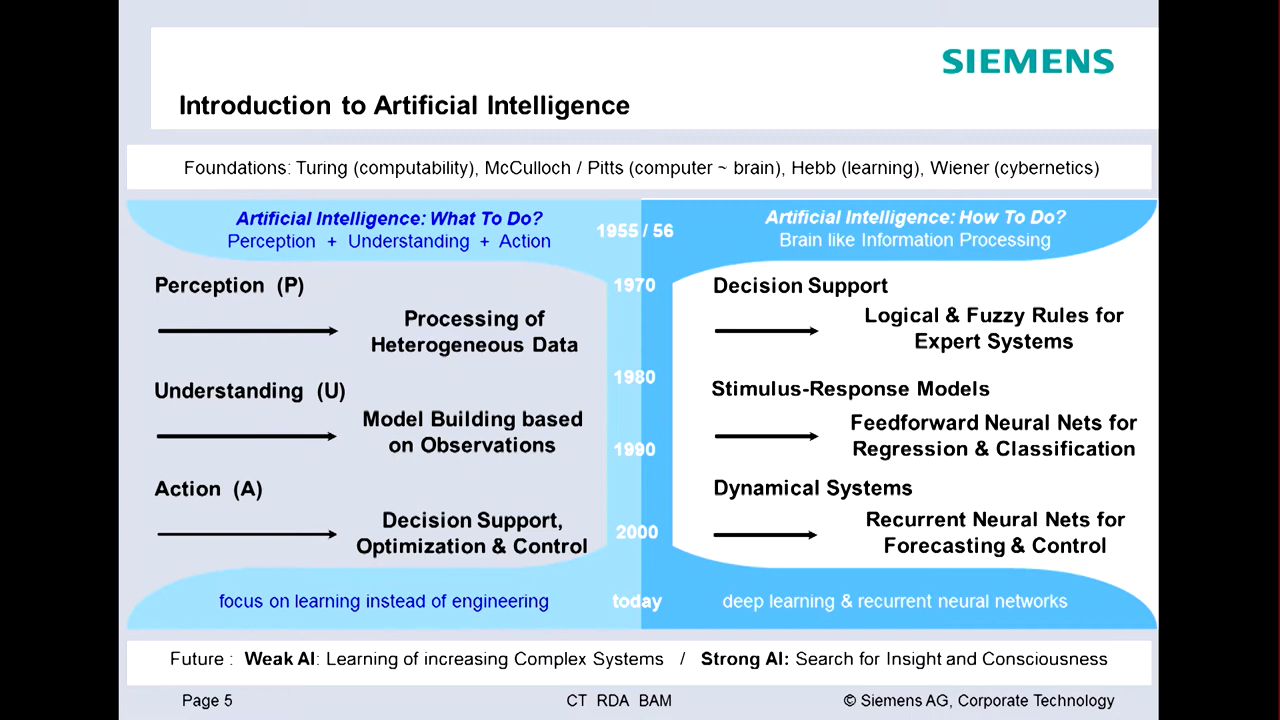 SIEMENS
Introduction to Artificial Intelligence
Foundations: Turing (computability), McCulloch / Pitts (computer ~ brain), Hebb (learning), Wiener (cybernetics)
Artificial Intelligence: What To Do?
Perception + Understanding + Action
1955 / 56
Artificial Intelligence: How To Do?
Brain like Information Processing
1970
Perception (P)
Processing of
Heterogeneous Data
Decision Support
Logical & Fuzzy Rules for
Expert Systems
1980
Understanding (U)
Model Building based
on Observations
Stimulus-Response Models
Feedforward Neural Nets for
Regression & Classification
1990
Action (A)
Decision Support,
Optimization & Control
Dynamical Systems
Recurrent Neural Nets for
Forecasting & Control
2000
focus on learning instead of engineering
today
deep learning & recurrent neural networks
Future : Weak AI: Learning of increasing Complex Systems / Strong AI: Search for Insight and Consciousness
Page 5
CT RDA BAM
© Siemens AG, Corporate Technology